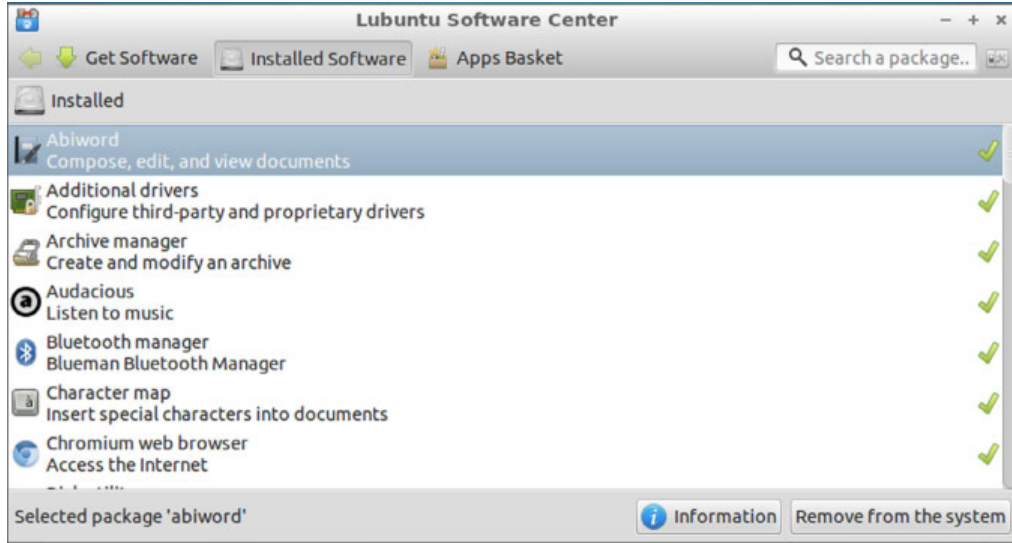 Lubuntu Software Center
Get Software Installed Software Apps Basket Search a package..
Installed
Abiword
Compose, edit, and view documents
Additional drivers
Configure third-party and proprietary drivers
Archive manager
Create and modify an archive
Audacious
Listen to music
Bluetooth manager
Blueman Bluetooth Manager
Character map
Insert special characters into documents
Chromium web browser
Access the Internet
Selected package 'abiword' Information Remove from the system